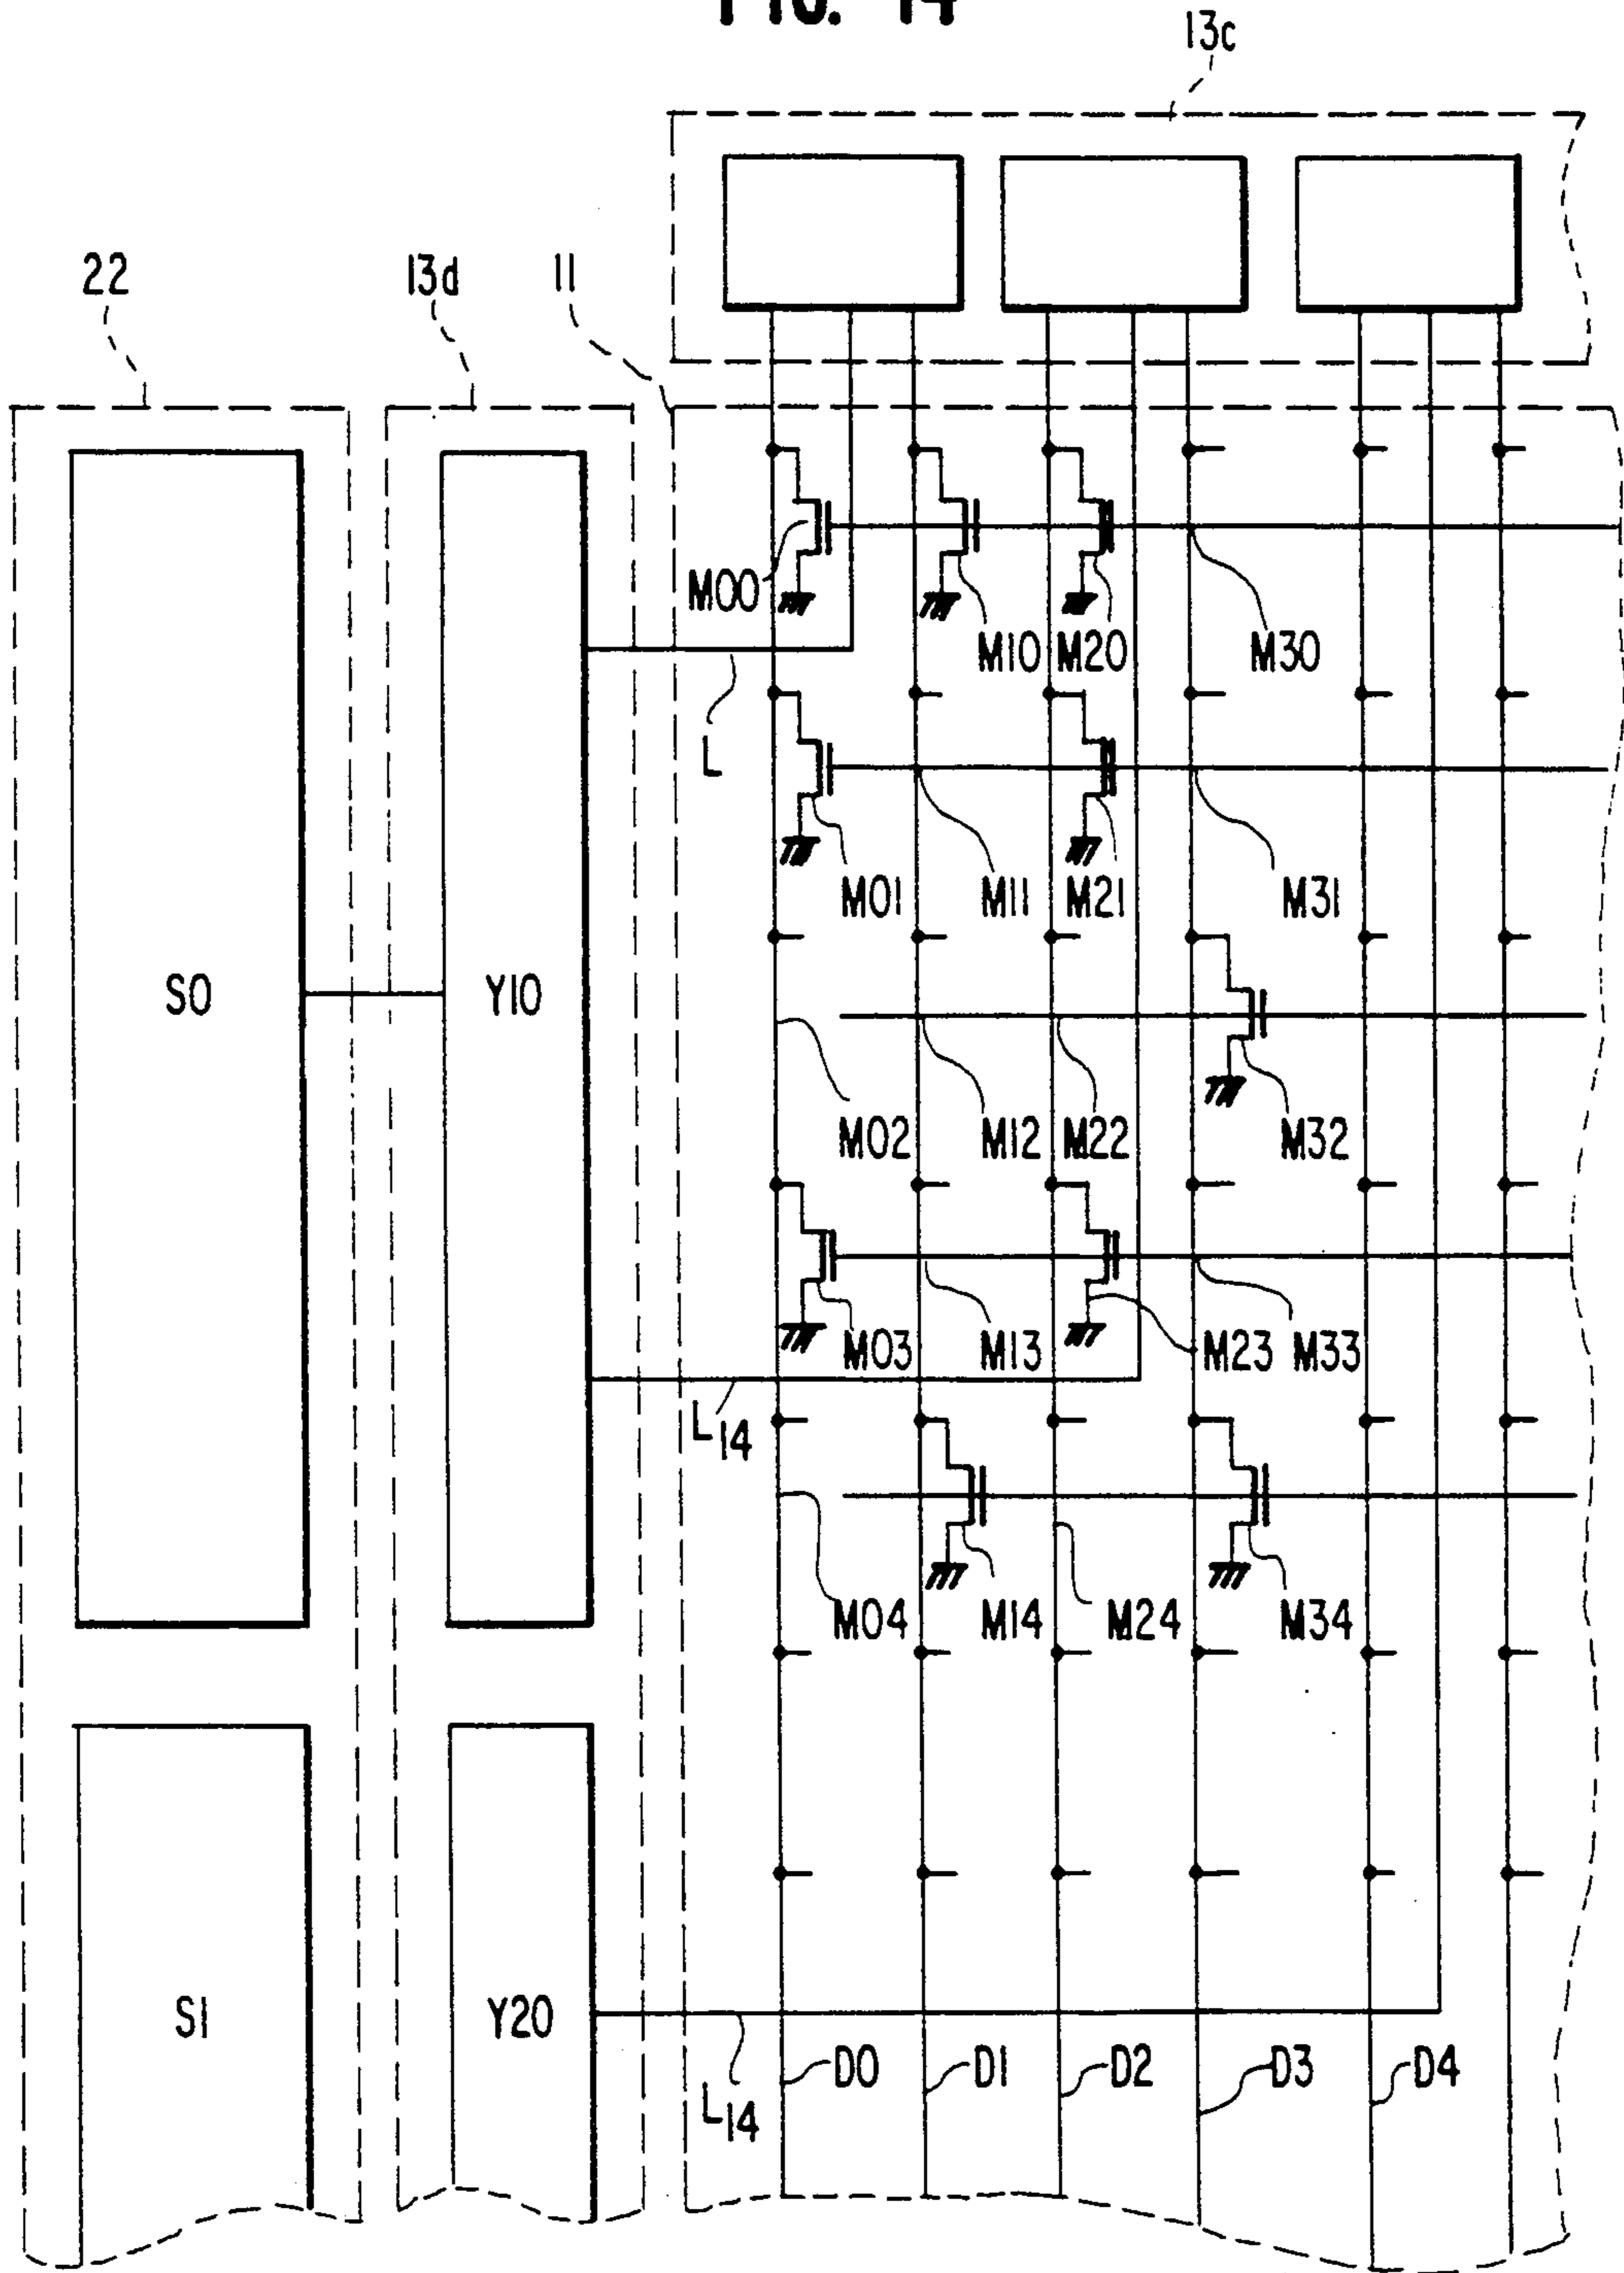 FIG. 14
13c
22 13d 11
M00
M10 M20 M30
L
M01 M11 M21 M31
S0 Y10
M02 M12 M22 M32
M03 M13 M23 M33
L14
M04 M14 M24 M34
S1 Y20
D0 D1 D2 D3 D4
L14